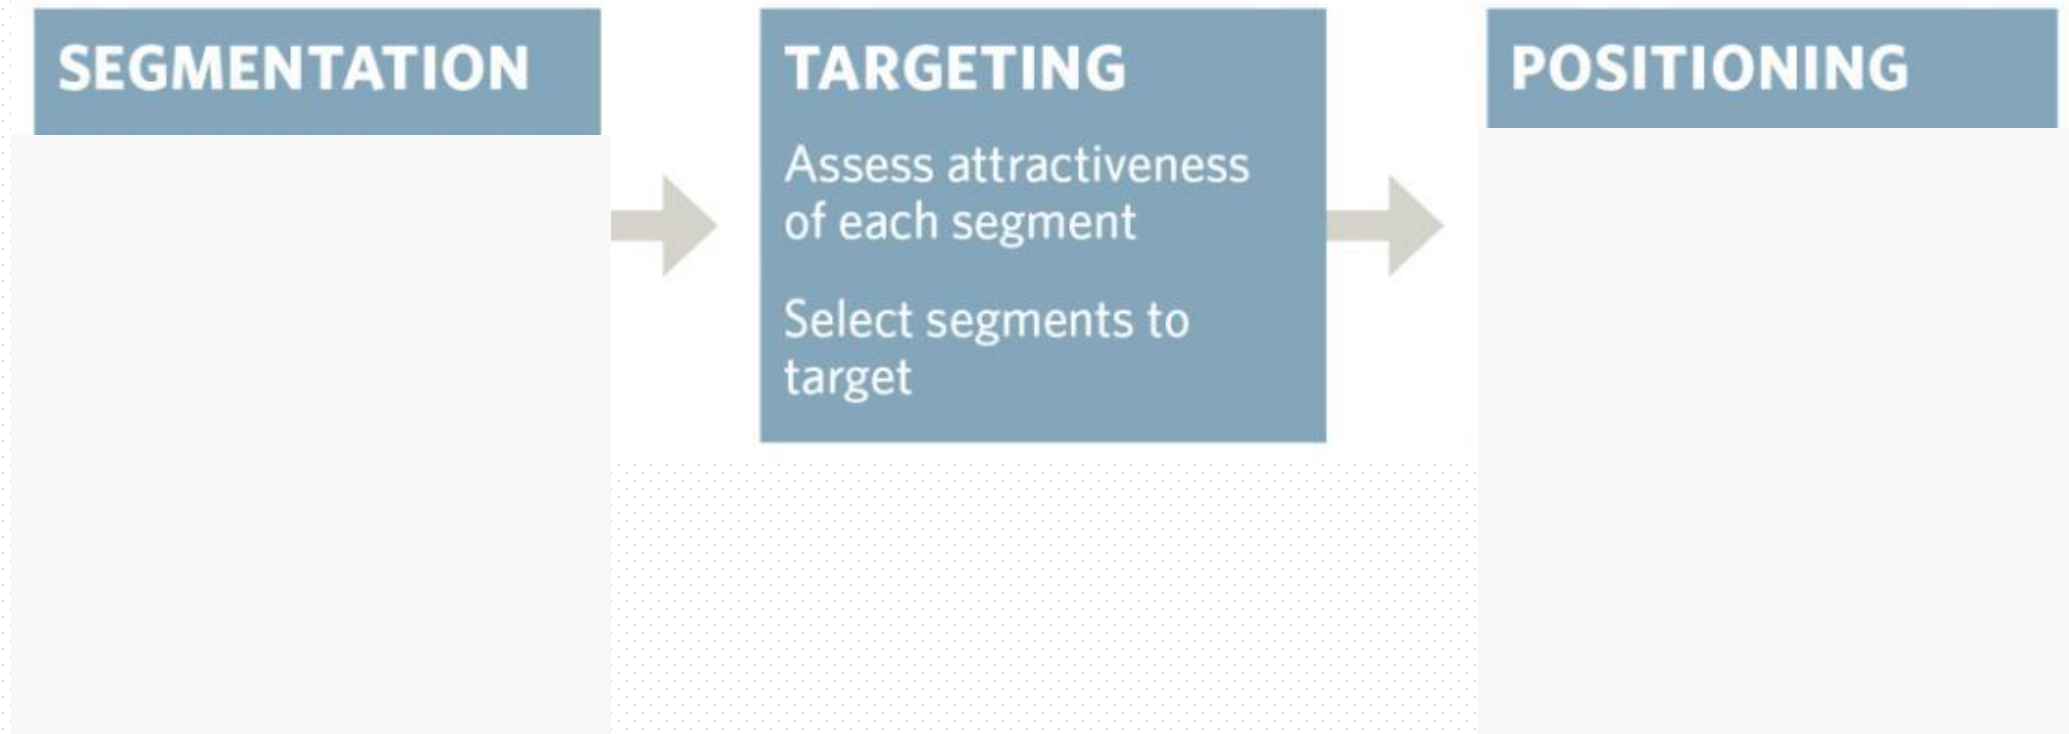 SEGMENTATION
TARGETING
Assess attractiveness
of each segment
Select segments to
target
POSITIONING